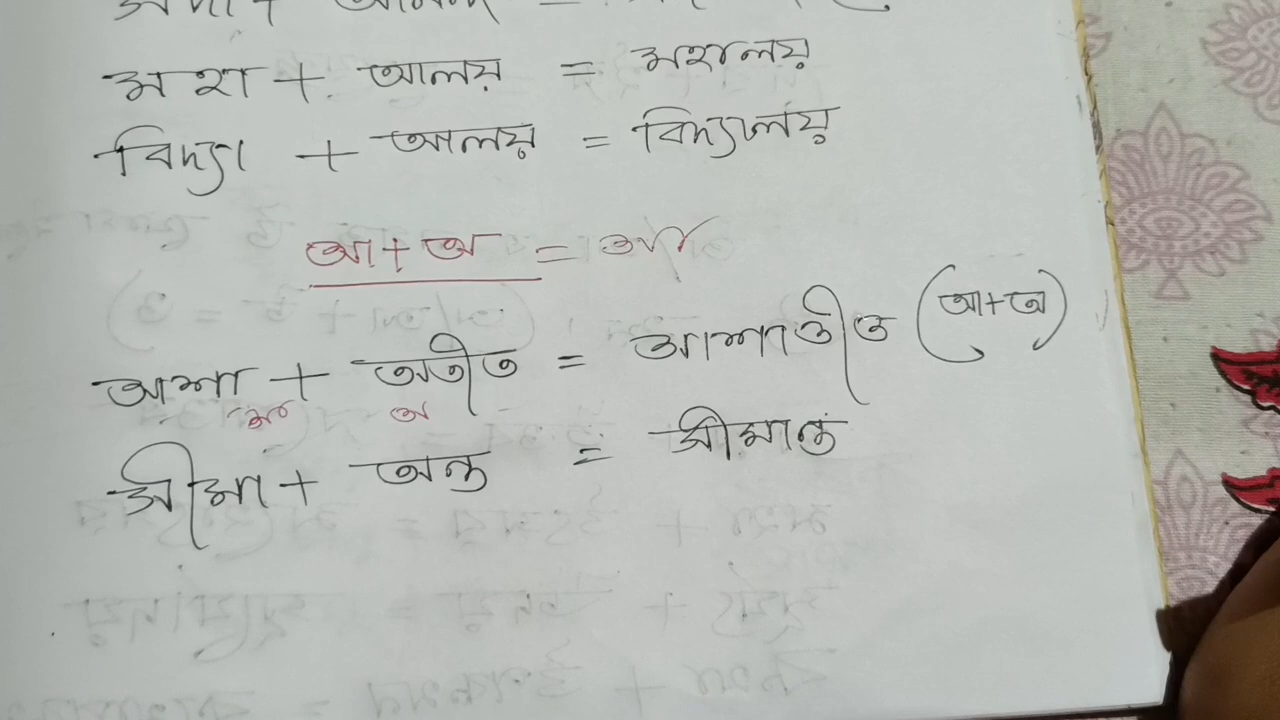 মহা + আলয় = মহালয়
বিদ্যা + আলয় = বিদ্যালয়
আ + অ = আ
আশা + অতীত = আশাতীত (আ+অ)
আ অ
সীমা + অন্ত = সীমান্ত